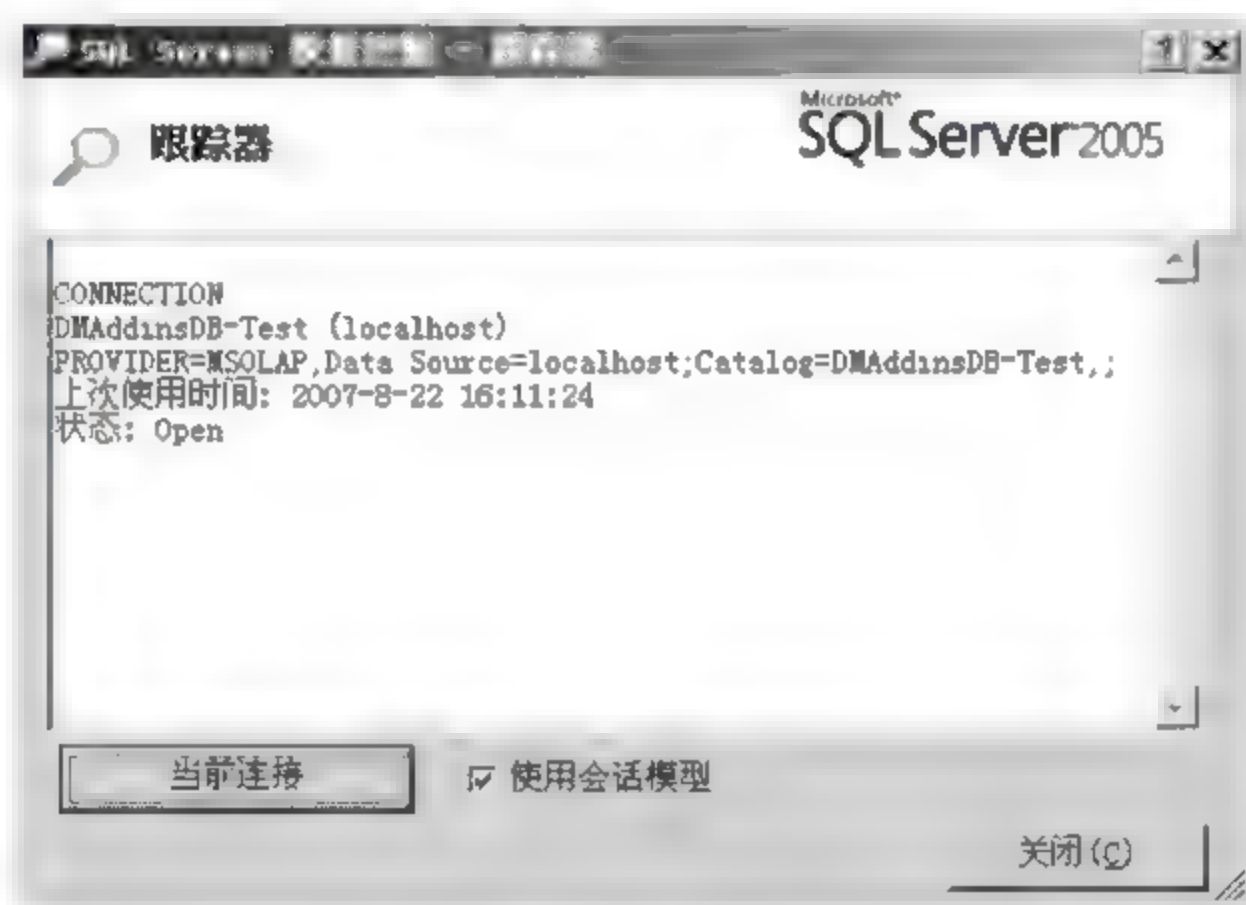 SQL Server
跟踪器
Microsoft
SQL Server 2005
CONNECTION
DMAddinsDB-Test (localhost)
PROVIDER=MSOLAP,Data Source=localhost;Catalog=DMAddinsDB-Test,;
上次使用时间: 2007-8-22 16:11:24
状态: Open
当前连接
使用会话模型
关闭(C)